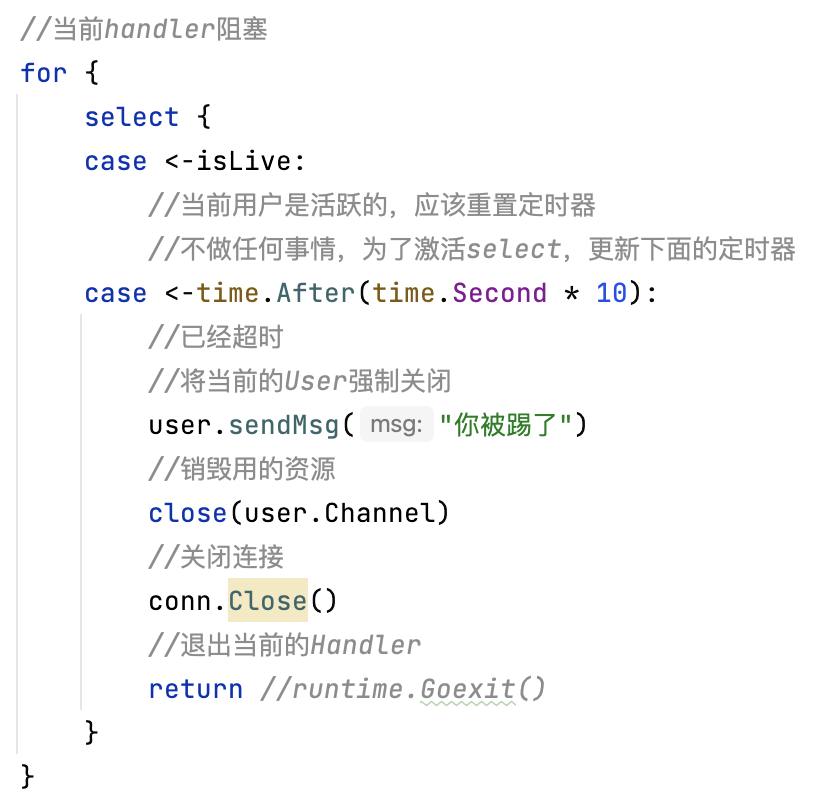 //当前handler阻塞
for {
select {
case <-isLive:
//当前用户是活跃的，应该重置定时器
//不做任何事情，为了激活select，更新下面的定时器
case <-time.After(time.Second * 10):
//已经超时
//将当前的User强制关闭
user.sendMsg( msg: "你被踢了")
//销毁用的资源
close(user.Channel)
//关闭连接
conn.Close()
//退出当前的Handler
return //runtime.Goexit()
}
}